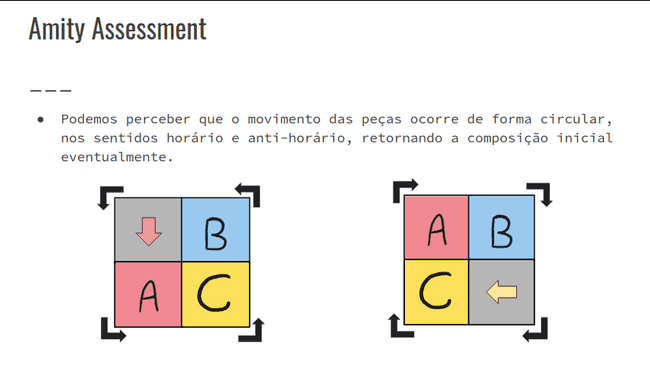 Amity Assessment
● Podemos perceber que o movimento das peças ocorre de forma circular,
nos sentidos horário e anti-horário, retornando a composição inicial
eventualmente.
B
A C
A B
C